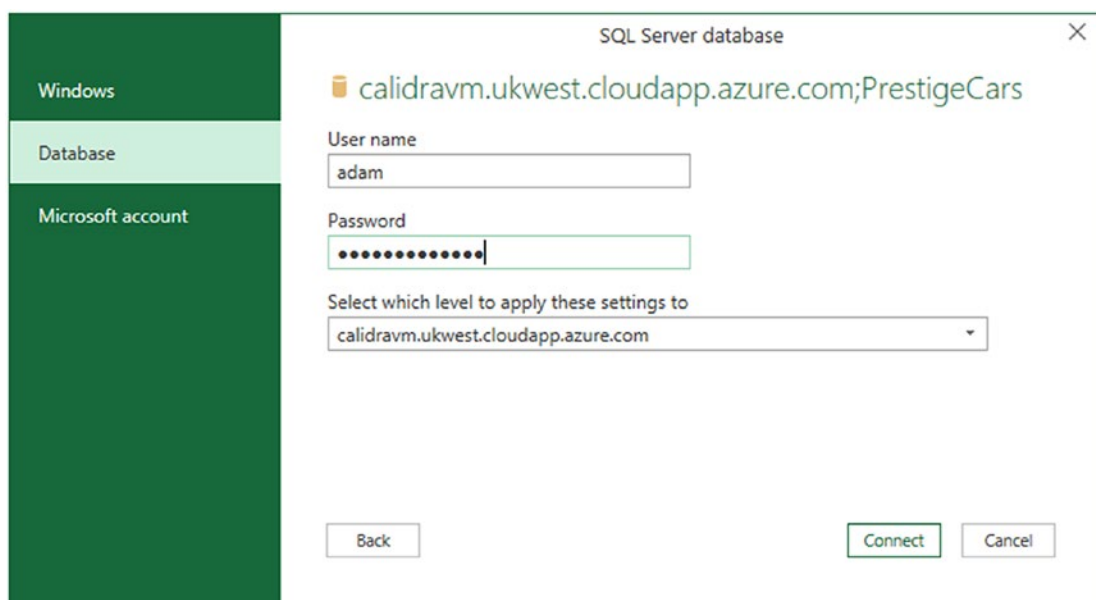 SQL Server database
Windows
Database
Microsoft account
calidravm.ukwest.cloudapp.azure.com;PrestigeCars
User name
adam
Password
•••••••••••••
Select which level to apply these settings to
calidravm.ukwest.cloudapp.azure.com
Back
Connect
Cancel